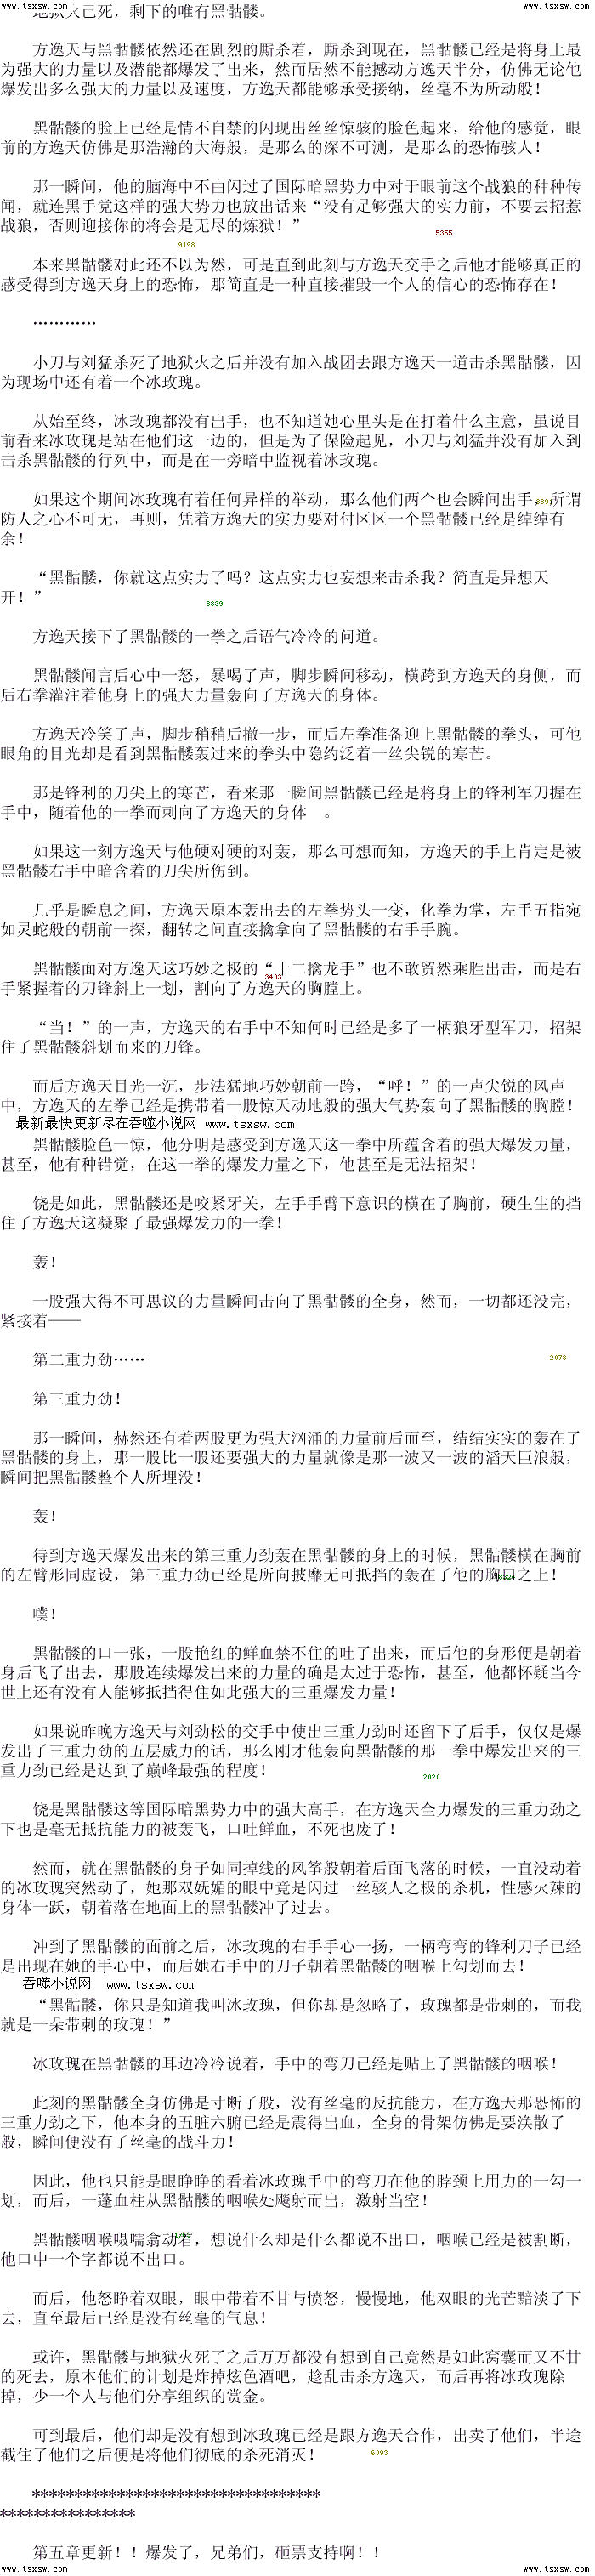 www.tsxsw.com www.tsxsw.com
地狱火已死，剩下的唯有黑骷髅。
方逸天与黑骷髅依然还在剧烈的厮杀着，厮杀到现在，黑骷髅已经是将身上最
为强大的力量以及潜能都爆发了出来，然而居然不能撼动方逸天半分，仿佛无论他
爆发出多么强大的力量以及速度，方逸天都能够承受接纳，丝毫不为所动般！
黑骷髅的脸上已经是情不自禁的闪现出丝丝惊骇的脸色起来，给他的感觉，眼
前的方逸天仿佛是那浩瀚的大海般，是那么的深不可测，是那么的恐怖骇人！
那一瞬间，他的脑海中不由闪过了国际暗黑势力中对于眼前这个战狼的种种传
闻，就连黑手党这样的强大势力也放出话来“没有足够强大的实力前，不要去招惹
战狼，否则迎接你的将会是无尽的炼狱！”
5355
9198
本来黑骷髅对此还不以为然，可是直到此刻与方逸天交手之后他才能够真正的
感受得到方逸天身上的恐怖，那简直是一种直接摧毁一个人的信心的恐怖存在！
…………
小刀与刘猛杀死了地狱火之后并没有加入战团去跟方逸天一道击杀黑骷髅，因
为现场中还有着一个冰玫瑰。
从始至终，冰玫瑰都没有出手，也不知道她心里头是在打着什么主意，虽说目
前看来冰玫瑰是站在他们这一边的，但是为了保险起见，小刀与刘猛并没有加入到
击杀黑骷髅的行列中，而是在一旁暗中监视着冰玫瑰。
如果这个期间冰玫瑰有着任何异样的举动，那么他们两个也会瞬间出手，所谓
防人之心不可无，再则，凭着方逸天的实力要对付区区一个黑骷髅已经是绰绰有
余！
“黑骷髅，你就这点实力了吗？这点实力也妄想来击杀我？简直是异想天
开！”
8839
方逸天接下了黑骷髅的一拳之后语气冷冷的问道。
黑骷髅闻言后心中一怒，暴喝了声，脚步瞬间移动，横跨到方逸天的身侧，而
后右拳灌注着他身上的强大力量轰向了方逸天的身体。
方逸天冷笑了声，脚步稍稍后撤一步，而后左拳准备迎上黑骷髅的拳头，可他
眼角的目光却是看到黑骷髅轰过来的拳头中隐约泛着一丝尖锐的寒芒。
那是锋利的刀尖上的寒芒，看来那一瞬间黑骷髅已经是将身上的锋利军刀握在
手中，随着他的一拳而刺向了方逸天的身体　。
如果这一刻方逸天与他硬对硬的对轰，那么可想而知，方逸天的手上肯定是被
黑骷髅右手中暗含着的刀尖所伤到。
几乎是瞬息之间，方逸天原本轰出去的左拳势头一变，化拳为掌，左手五指宛
如灵蛇般的朝前一探，翻转之间直接擒拿向了黑骷髅的右手手腕。
黑骷髅面对方逸天这巧妙之极的“十二擒龙手”也不敢贸然乘胜出击，而是右
手紧握着的刀锋斜上一划，割向了方逸天的胸膛上。
3403
“当！”的一声，方逸天的右手中不知何时已经是多了一柄狼牙型军刀，招架
住了黑骷髅斜划而来的刀锋。
而后方逸天目光一沉，步法猛地巧妙朝前一跨，“呼！”的一声尖锐的风声
中，方逸天的左拳已经是携带着一股惊天动地般的强大气势轰向了黑骷髅的胸膛！
最新最快更新尽在吞噬小说网 www.tsxsw.com
黑骷髅脸色一惊，他分明是感受到方逸天这一拳中所蕴含着的强大爆发力量，
甚至，他有种错觉，在这一拳的爆发力量之下，他甚至是无法招架！
饶是如此，黑骷髅还是咬紧牙关，左手手臂下意识的横在了胸前，硬生生的挡
住了方逸天这凝聚了最强爆发力的一拳！
轰！
一股强大得不可思议的力量瞬间击向了黑骷髅的全身，然而，一切都还没完，
紧接着——
第二重力劲……
2078
第三重力劲！
那一瞬间，赫然还有着两股更为强大汹涌的力量前后而至，结结实实的轰在了
黑骷髅的身上，那一股比一股还要强大的力量就像是那一波又一波的滔天巨浪般，
瞬间把黑骷髅整个人所埋没！
轰！
待到方逸天爆发出来的第三重力劲轰在黑骷髅的身上的时候，黑骷髅横在胸前
的左臂形同虚设，第三重力劲已经是所向披靡无可抵挡的轰在了他的胸口之上！
噗！
黑骷髅的口一张，一股艳红的鲜血禁不住的吐了出来，而后他的身形便是朝着
身后飞了出去，那股连续爆发出来的力量的确是太过于恐怖，甚至，他都怀疑当今
世上还有没有人能够抵挡得住如此强大的三重爆发力量！
如果说昨晚方逸天与刘劲松的交手中使出三重力劲时还留下了后手，仅仅是爆
发出了三重力劲的五层威力的话，那么刚才他轰向黑骷髅的那一拳中爆发出来的三
重力劲已经是达到了巅峰最强的程度！
2020
饶是黑骷髅这等国际暗黑势力中的强大高手，在方逸天全力爆发的三重力劲之
下也是毫无抵抗能力的被轰飞，口吐鲜血，不死也废了！
然而，就在黑骷髅的身子如同掉线的风筝般朝着后面飞落的时候，一直没动着
的冰玫瑰突然动了，她那双妩媚的眼中竟是闪过一丝骇人之极的杀机，性感火辣的
身体一跃，朝着落在地面上的黑骷髅冲了过去。
冲到了黑骷髅的面前之后，冰玫瑰的右手手心一扬，一柄弯弯的锋利刀子已经
是出现在她的手心中，而后她右手中的刀子朝着黑骷髅的咽喉上勾划而去！
吞噬小说网 www.tsxsw.com
“黑骷髅，你只是知道我叫冰玫瑰，但你却是忽略了，玫瑰都是带刺的，而我
就是一朵带刺的玫瑰！”
冰玫瑰在黑骷髅的耳边冷冷说着，手中的弯刀已经是贴上了黑骷髅的咽喉！
此刻的黑骷髅全身仿佛是寸断了般，没有丝毫的反抗能力，在方逸天那恐怖的
三重力劲之下，他本身的五脏六腑已经是震得出血，全身的骨架仿佛是要涣散了
般，瞬间便没有了丝毫的战斗力！
因此，他也只能是眼睁睁的看着冰玫瑰手中的弯刀在他的脖颈上用力的一勾一
划，而后，一蓬血柱从黑骷髅的咽喉处飚射而出，激射当空！
黑骷髅咽喉嗫嚅翕动着，想说什么却是什么都说不出口，咽喉已经是被割断，
他口中一个字都说不出口。
而后，他怒睁着双眼，眼中带着不甘与愤怒，慢慢地，他双眼的光芒黯淡了下
去，直至最后已经是没有丝毫的气息！
或许，黑骷髅与地狱火死了之后万万都没有想到自己竟然是如此窝囊而又不甘
的死去，原本他们的计划是炸掉炫色酒吧，趁乱击杀方逸天，而后再将冰玫瑰除
掉，少一个人与他们分享组织的赏金。
可到最后，他们却是没有想到冰玫瑰已经是跟方逸天合作，出卖了他们，半途
截住了他们之后便是将他们彻底的杀死消灭！
6093
**********************************
****************
第五章更新！！爆发了，兄弟们，砸票支持啊！！
www.tsxsw.com www.tsxsw.com